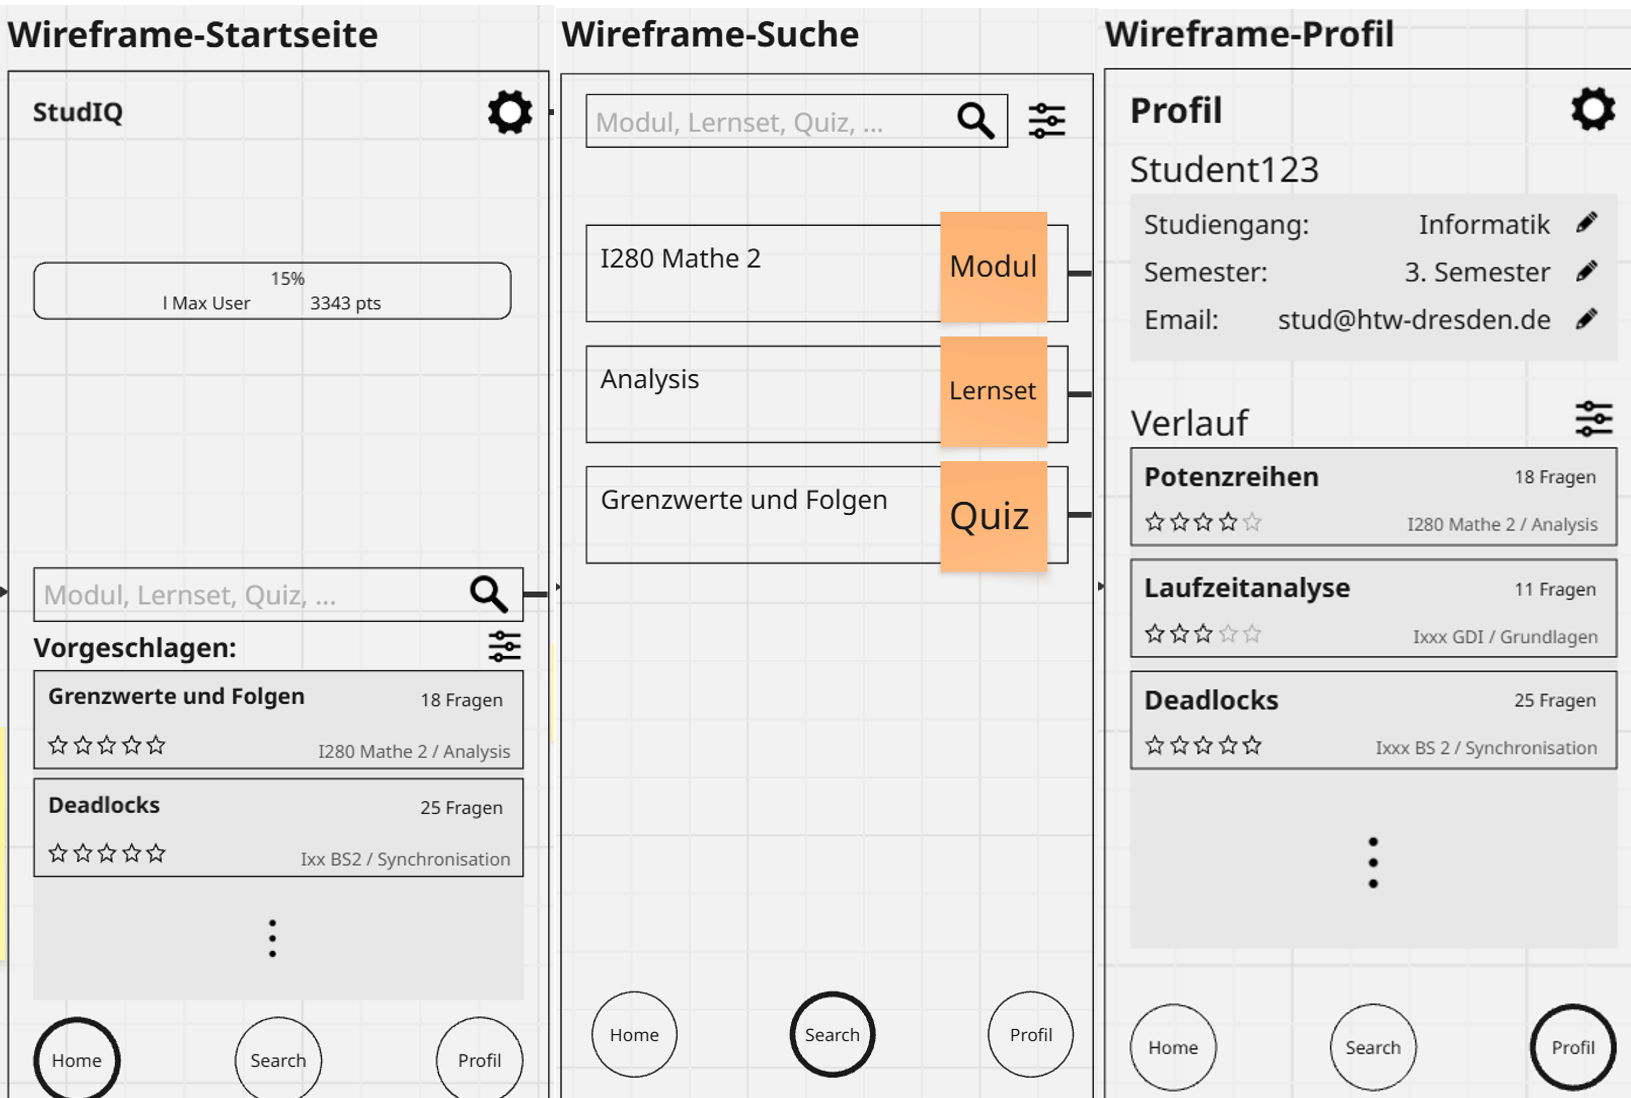 Wireframe-Startseite
StudIQ
15%
l Max User 3343 pts
Modul, Lernset, Quiz, ...
Vorgeschlagen:
Grenzwerte und Folgen 18 Fragen
I280 Mathe 2 / Analysis
Deadlocks 25 Fragen
Ixx BS2 / Synchronisation
Home Search Profil
Wireframe-Suche
Modul, Lernset, Quiz, ...
I280 Mathe 2 Modul
Analysis Lernset
Grenzwerte und Folgen Quiz
Home Search Profil
Wireframe-Profil
Profil
Student123
Studiengang: Informatik
Semester: 3. Semester
Email: stud@htw-dresden.de
Verlauf
Potenzreihen 18 Fragen
I280 Mathe 2 / Analysis
Laufzeitanalyse 11 Fragen
Ixxx GDI / Grundlagen
Deadlocks 25 Fragen
Ixxx BS 2 / Synchronisation
Home Search Profil